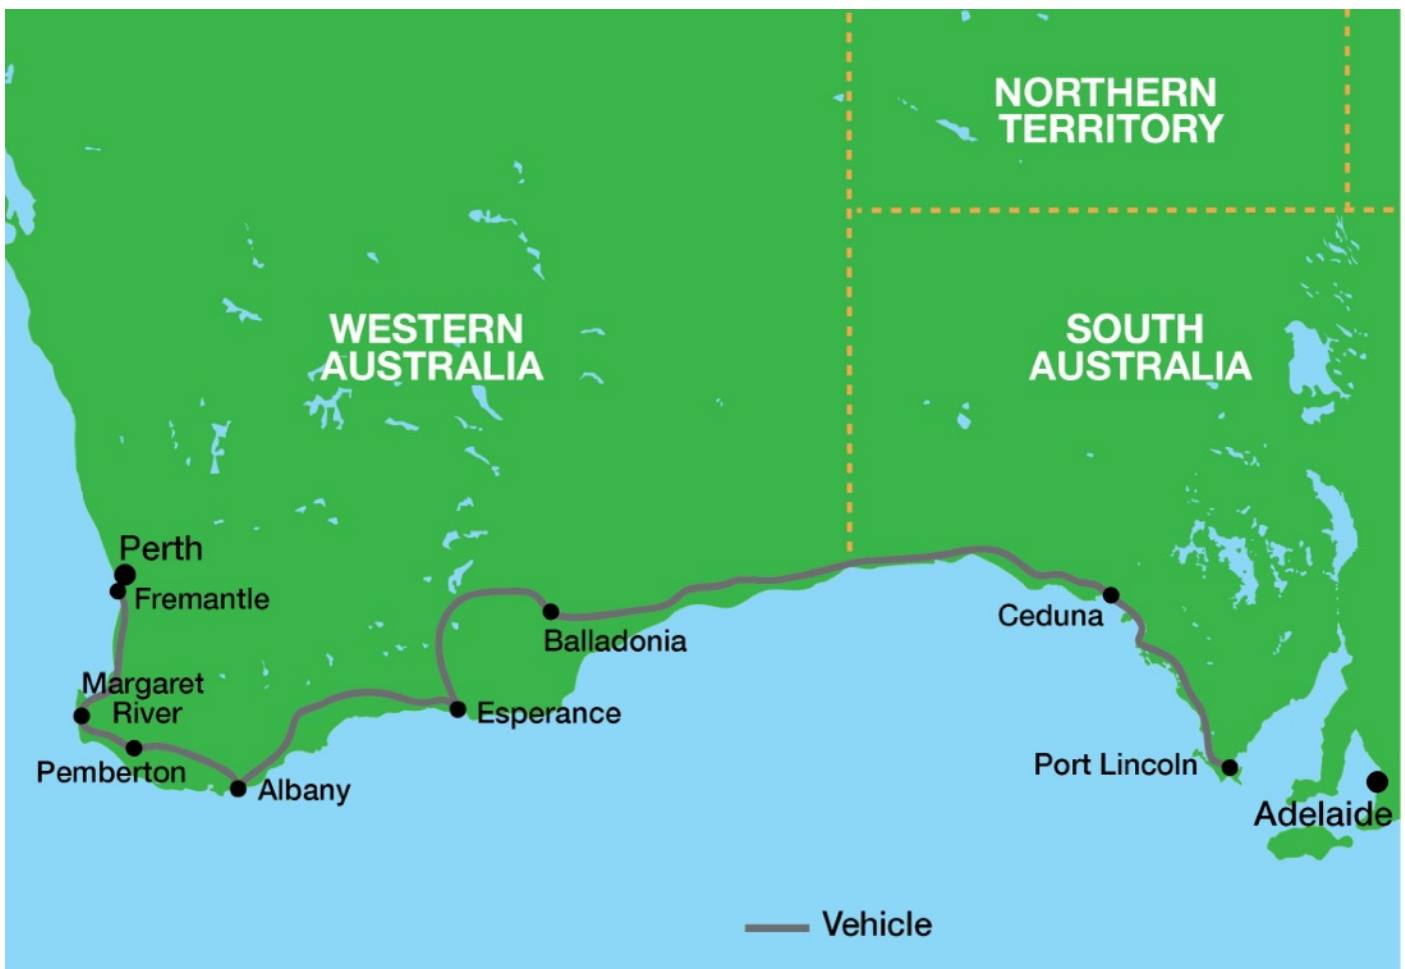 NORTHERN
TERRITORY
WESTERN
AUSTRALIA
SOUTH
AUSTRALIA
Perth
Fremantle
Margaret
River
Pemberton
Albany
Esperance
Balladonia
Ceduna
Port Lincoln
Adelaide
Vehicle